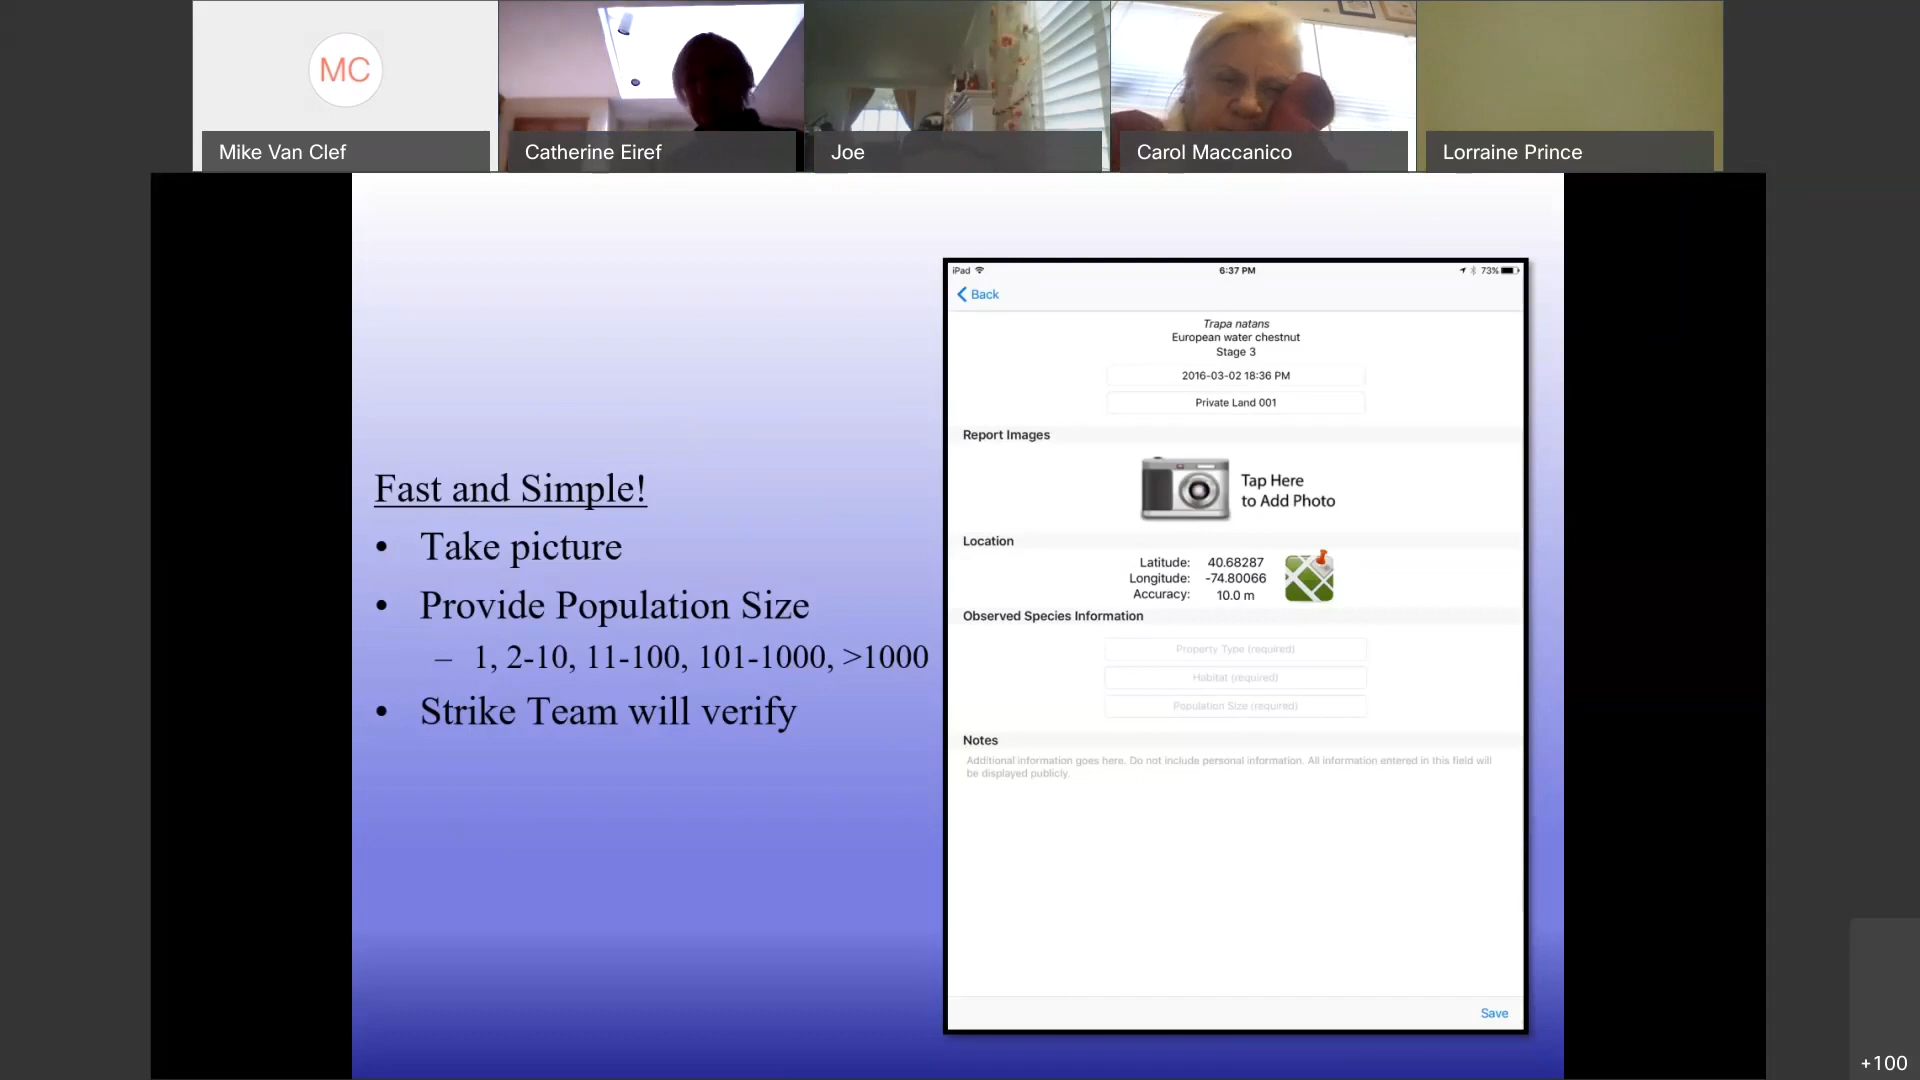 MC
Mike Van Clef
Catherine Eiref
Joe
Carol Maccanico
Lorraine Prince
Fast and Simple!
• Take picture
• Provide Population Size
– 1, 2-10, 11-100, 101-1000, >1000
• Strike Team will verify
iPad 6:37 PM 73%
Back
Trapa natans
European water chestnut
Stage 3
2016-03-02 18:36 PM
Private Land 001
Report Images
Tap Here
to Add Photo
Location
Latitude: 40.68287
Longitude: -74.80066
Accuracy: 10.0 m
Observed Species Information
Property Type (required)
Habitat (required)
Population Size (required)
Notes
Additional information goes here. Do not include personal information. All information entered in this field will
be displayed publicly.
Save
+100